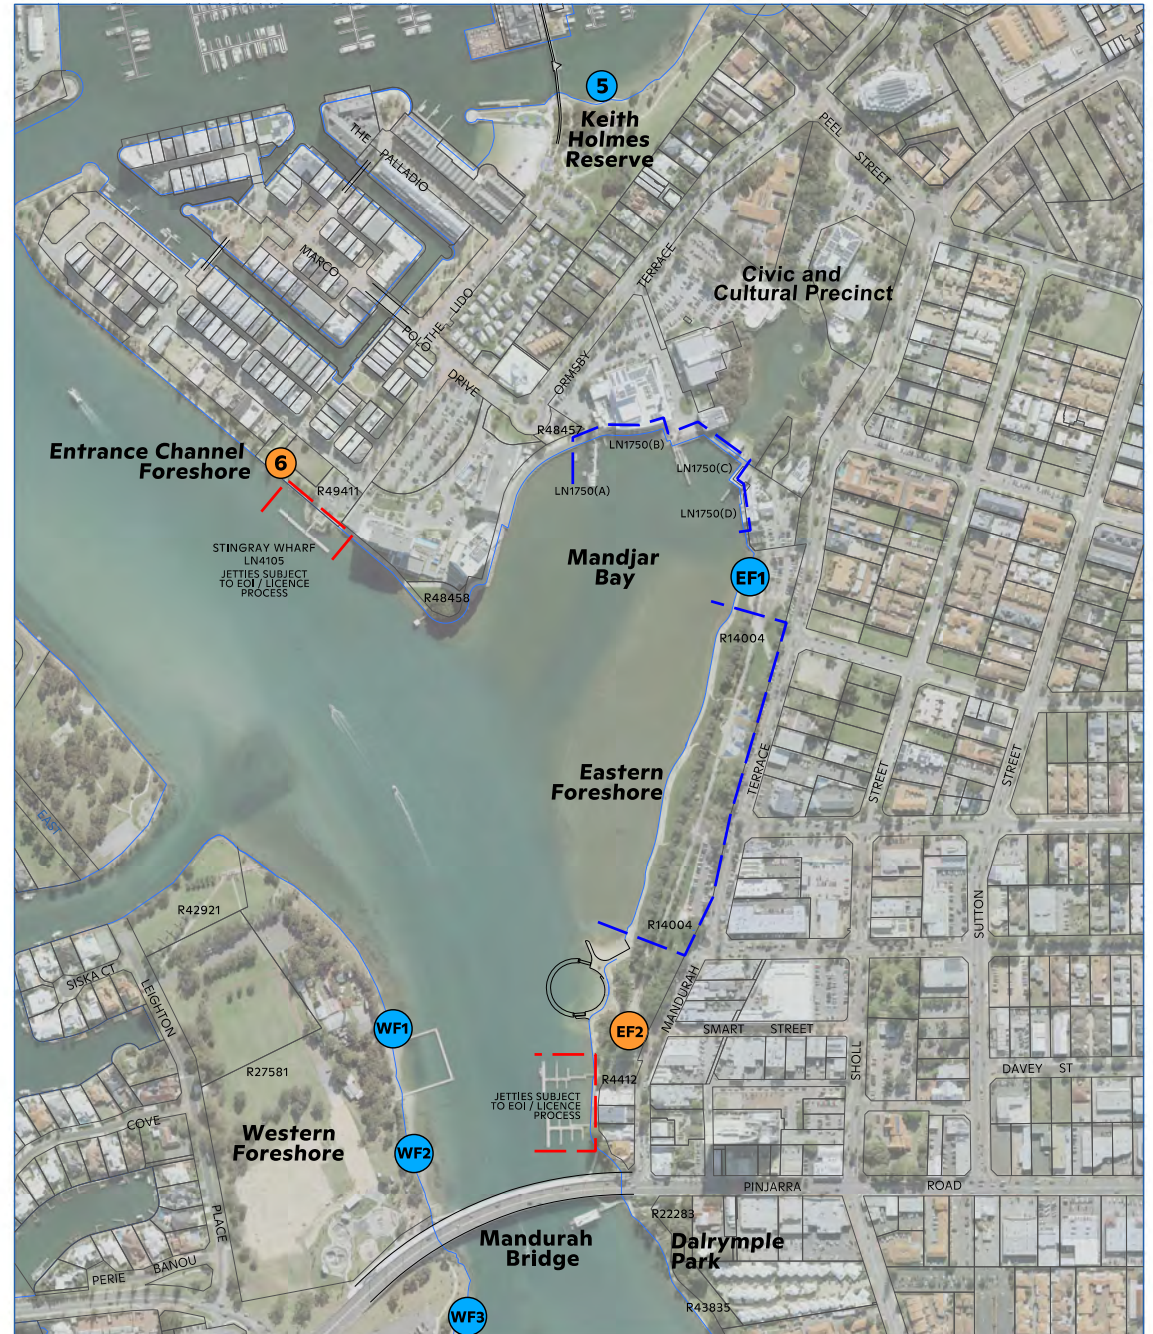 5
Keith
Holmes
Reserve
THE PALLADIO
PEEL
STREET
MARCO
POLO
DRIVE
THE LIDO
TERRACE
ORMSBY
Civic and
Cultural Precinct
R48457
LN1750(B)
LN1750(C)
LN1750(A)
LN1750(D)
Entrance Channel
Foreshore
6
R49411
STINGRAY WHARF
LN4105
JETTIES SUBJECT
TO EOI / LICENCE
PROCESS
R48458
Mandjar
Bay
EF1
R14004
Eastern
Foreshore
TERRACE
STREET
STREET
EAST
R14004
R42921
SISKA CT
LEIGHTON
PLACE
SUTTON
MANDURAH
SMART STREET
SHOLL
DAVEY ST
WF1
EF2
R27581
R4412
JETTIES SUBJECT
TO EOI / LICENCE
PROCESS
COVE
Western
Foreshore
WF2
PINJARRA ROAD
R22283
Mandurah
Bridge
Dalrymple
Park
PERIE BANOU
R43835
WF3